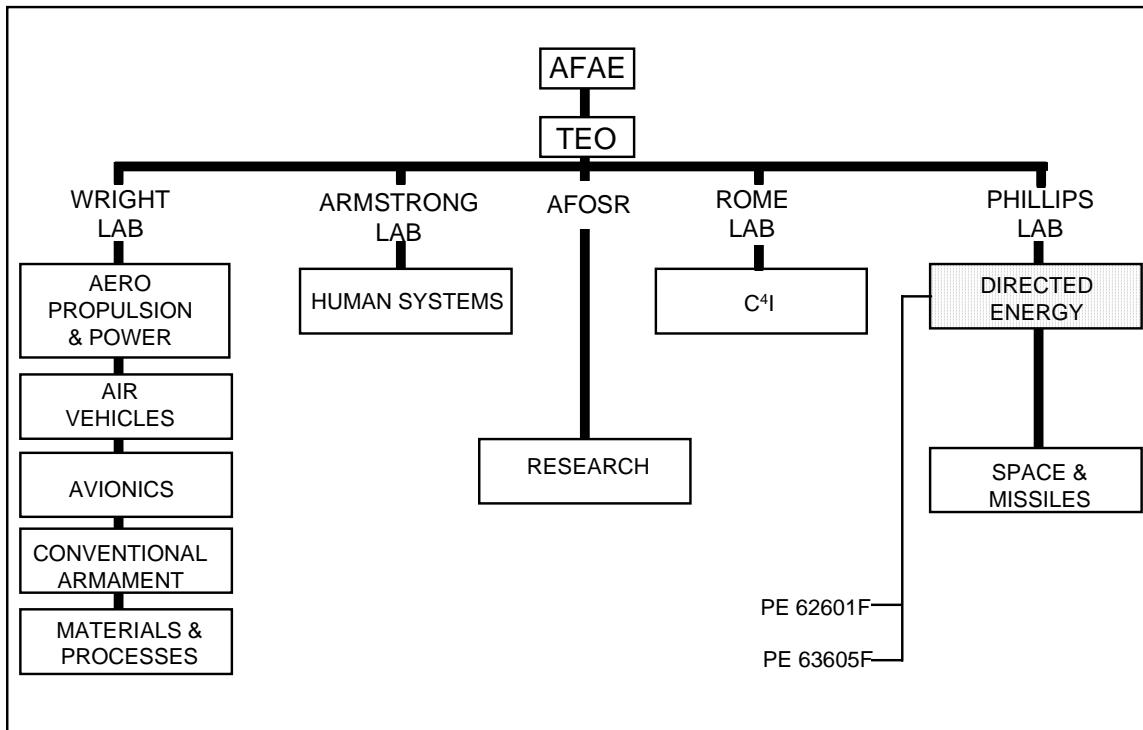 AFAE
TEO
WRIGHT
LAB
AERO
PROPULSION
& POWER
AIR
VEHICLES
AVIONICS
CONVENTIONAL
ARMAMENT
MATERIALS &
PROCESSES
ARMSTRONG
LAB
HUMAN SYSTEMS
AFOSR
RESEARCH
ROME
LAB
C⁴I
PHILLIPS
LAB
DIRECTED
ENERGY
SPACE &
MISSILES
PE 62601F
PE 63605F